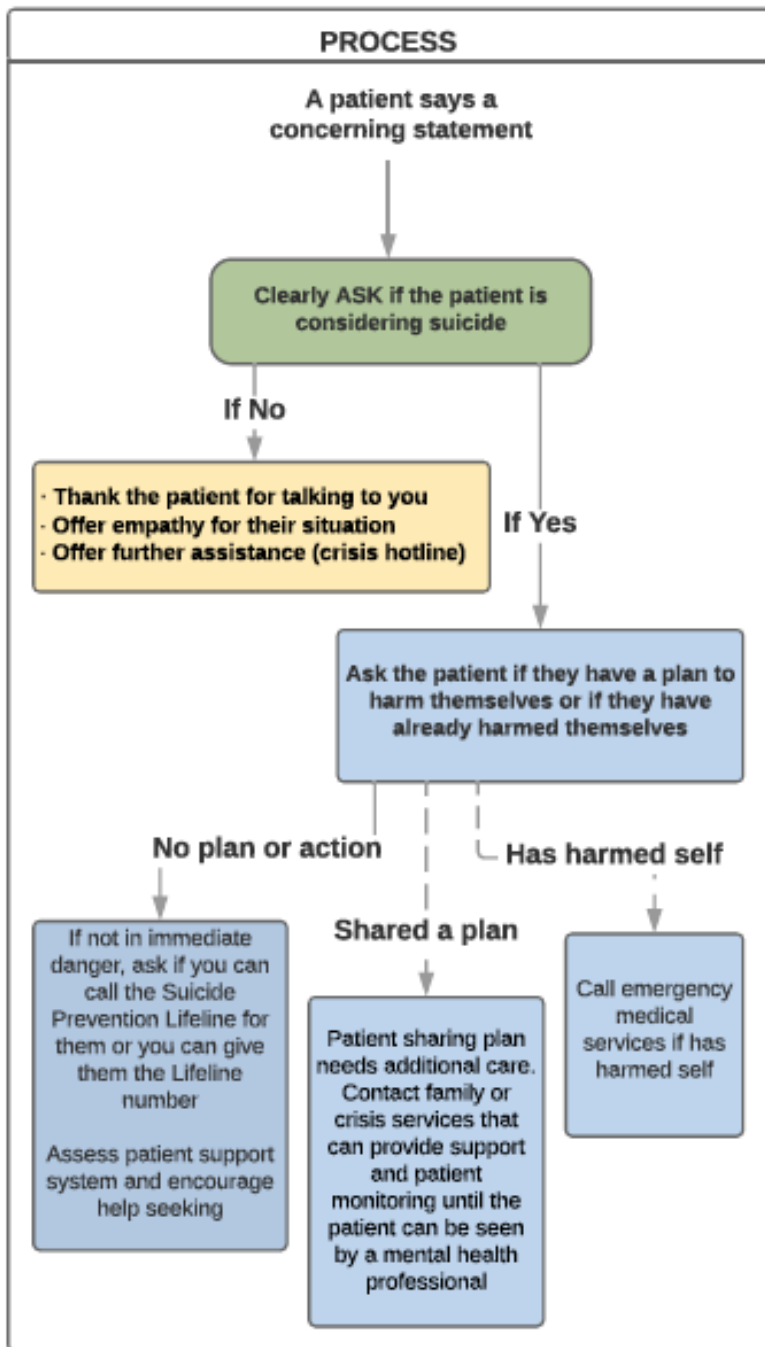 PROCESS
A patient says a
concerning statement
Clearly ASK if the patient is
considering suicide
If No
· Thank the patient for talking to you
· Offer empathy for their situation
· Offer further assistance (crisis hotline)
If Yes
Ask the patient if they have a plan to
harm themselves or if they have
already harmed themselves
No plan or action
If not in immediate
danger, ask if you can
call the Suicide
Prevention Lifeline for
them or you can give
them the Lifeline
number
Assess patient support
system and encourage
help seeking
Shared a plan
Patient sharing plan
needs additional care.
Contact family or
crisis services that
can provide support
and patient
monitoring until the
patient can be seen
by a mental health
professional
Has harmed self
Call emergency
medical
services if has
harmed self